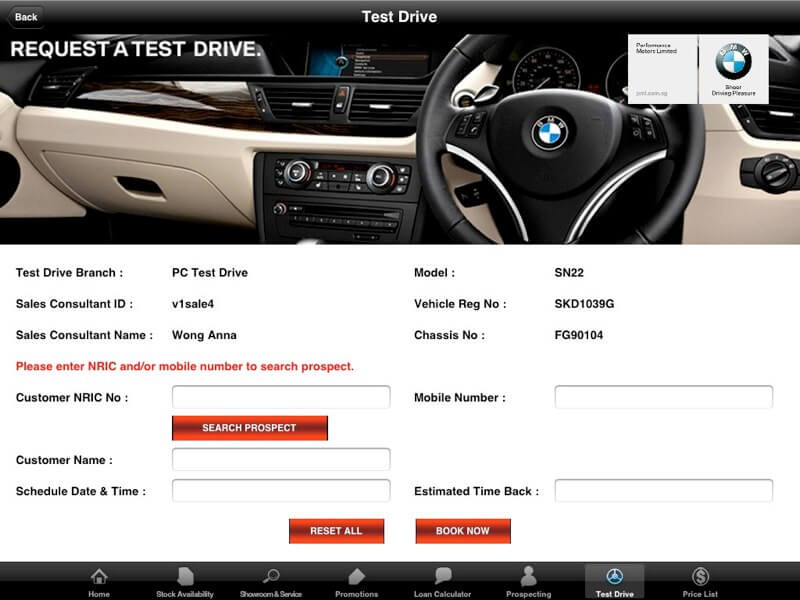 Back
Test Drive
REQUEST A TEST DRIVE.
Performance
Motors Limited
pml.com.sg
BMW
Sheer
Driving Pleasure
BMW
Test Drive Branch : PC Test Drive Model : SN22
Sales Consultant ID : v1sale4 Vehicle Reg No : SKD1039G
Sales Consultant Name : Wong Anna Chassis No : FG90104
Please enter NRIC and/or mobile number to search prospect.
Customer NRIC No : Mobile Number :
SEARCH PROSPECT
Customer Name :
Schedule Date & Time : Estimated Time Back :
RESET ALL BOOK NOW
Home Stock Availability Showroom & Service Promotions Loan Calculator Prospecting Test Drive Price List